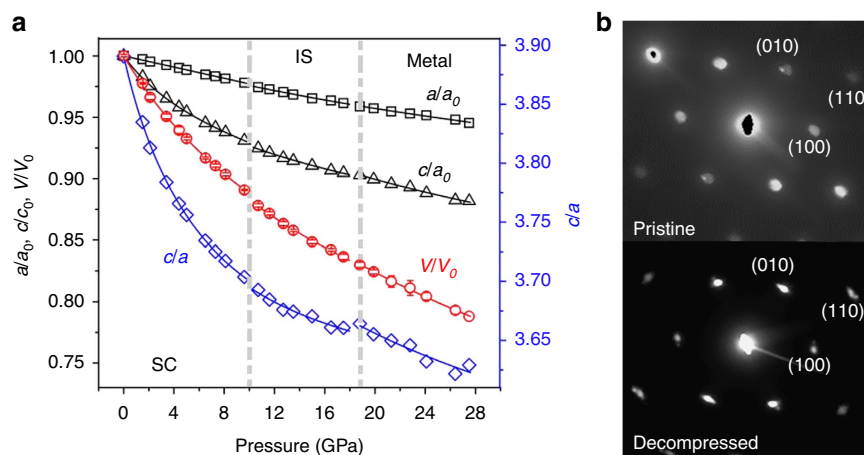 a
IS
Metal
SC
a/a0
c/a0
V/V0
c/a
1.00
0.95
0.90
0.85
0.80
0.75
a/a0, c/c0, V/V0
3.90
3.85
3.80
3.75
3.70
3.65
c/a
0 4 8 12 16 20 24 28
Pressure (GPa)
b
(010)
(110)
(100)
Pristine
(010)
(110)
(100)
Decompressed